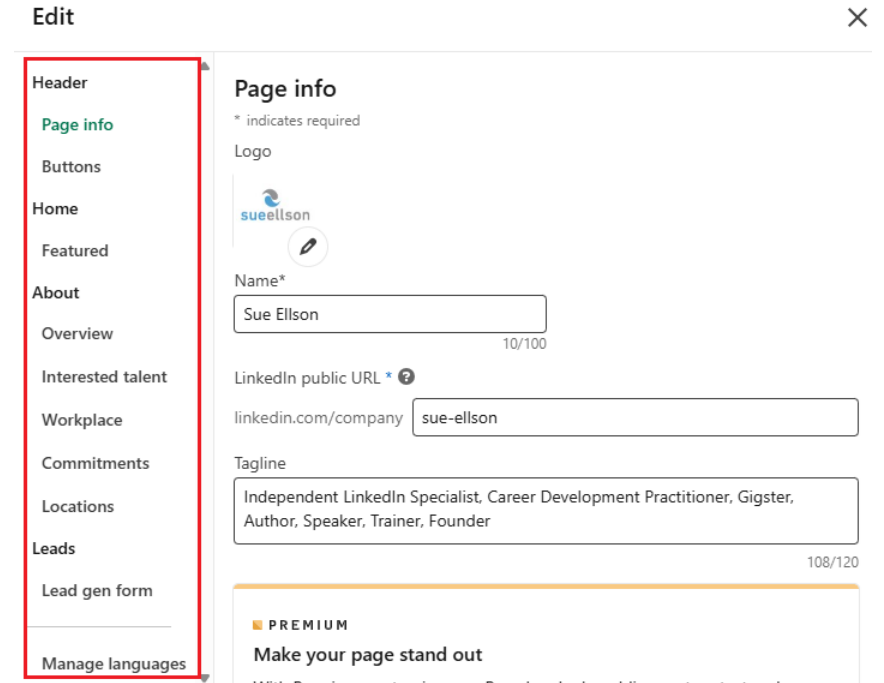 Edit
Header
Page info
Buttons
Home
Featured
About
Overview
Interested talent
Workplace
Commitments
Locations
Leads
Lead gen form
Manage languages
Page info
* indicates required
Logo
sueellson
Name*
Sue Ellson
10/100
LinkedIn public URL *
linkedin.com/company sue-ellson
Tagline
Independent LinkedIn Specialist, Career Development Practitioner, Gigster,
Author, Speaker, Trainer, Founder
108/120
PREMIUM
Make your page stand out